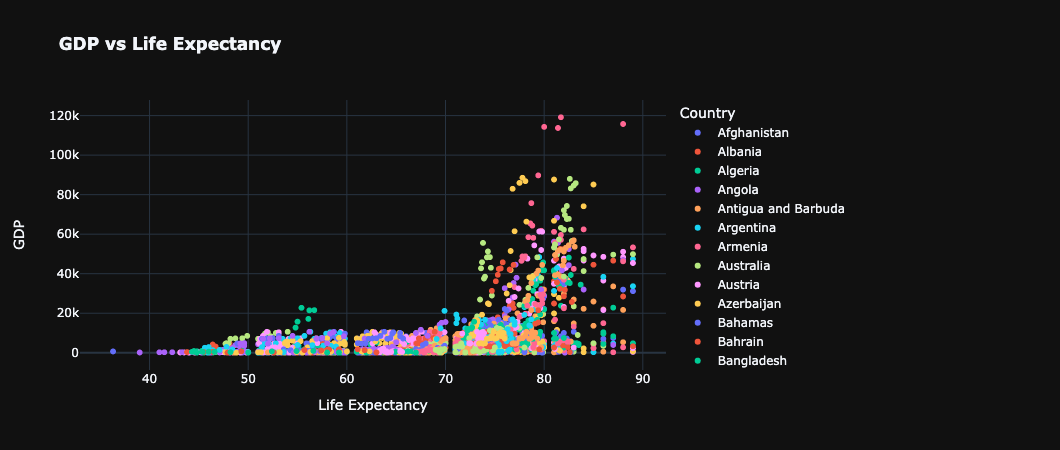 GDP vs Life Expectancy
120k
100k
80k
60k
40k
20k
0
GDP
40 50 60 70 80 90
Life Expectancy
Country
Afghanistan
Albania
Algeria
Angola
Antigua and Barbuda
Argentina
Armenia
Australia
Austria
Azerbaijan
Bahamas
Bahrain
Bangladesh